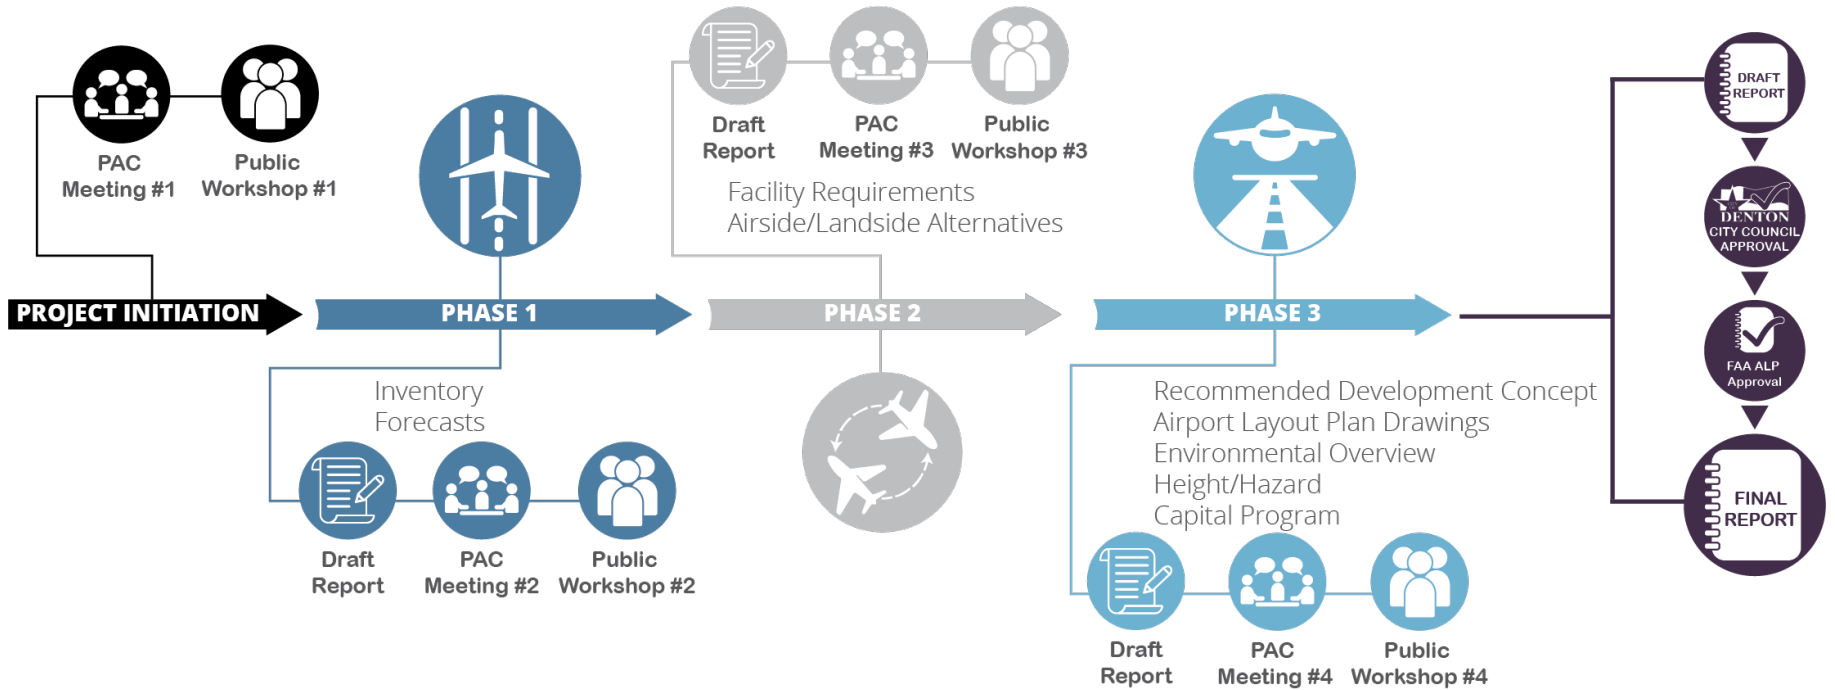 PAC
Meeting #1
Public
Workshop #1
PROJECT INITIATION
PHASE 1
Inventory
Forecasts
Draft
Report
PAC
Meeting #2
Public
Workshop #2
Draft
Report
PAC
Meeting #3
Public
Workshop #3
Facility Requirements
Airside/Landside Alternatives
PHASE 2
PHASE 3
Recommended Development Concept
Airport Layout Plan Drawings
Environmental Overview
Height/Hazard
Capital Program
Draft
Report
PAC
Meeting #4
Public
Workshop #4
DRAFT
REPORT
DENTON
CITY COUNCIL
APPROVAL
FAA ALP
Approval
FINAL
REPORT